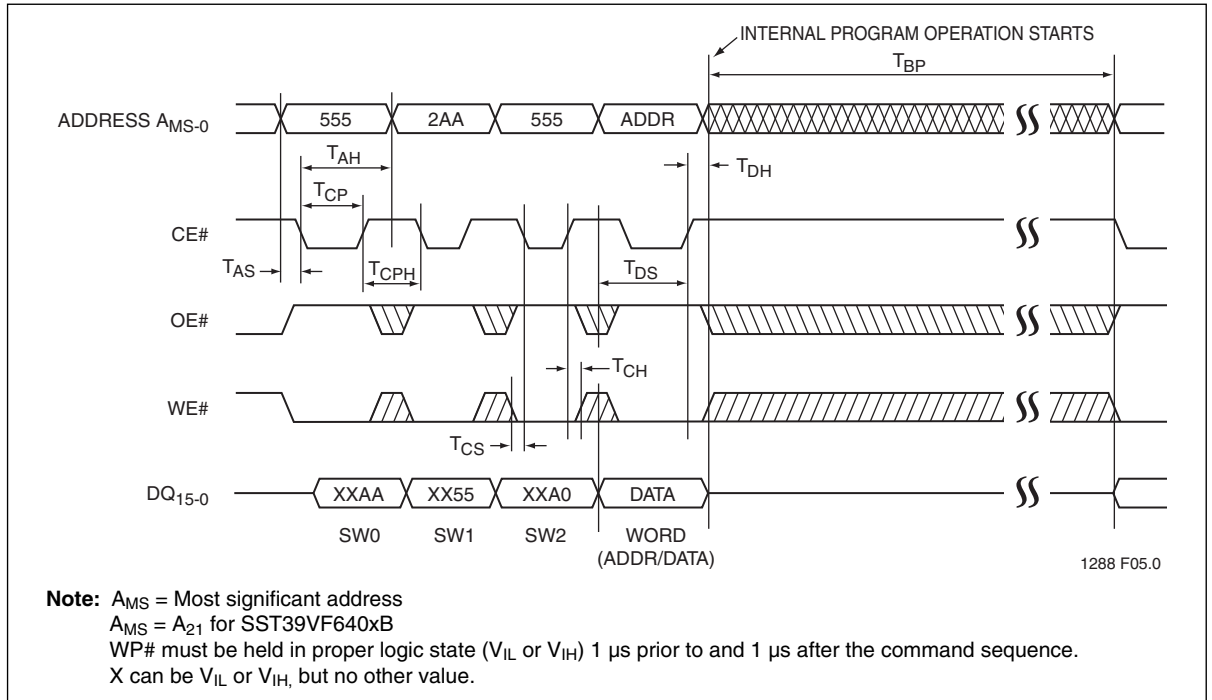 INTERNAL PROGRAM OPERATION STARTS
TBP
ADDRESS AMS-0
555
2AA
555
ADDR
TAH
TDH
TCP
CE#
TAS
TCPH
TDS
OE#
TCH
WE#
TCS
DQ15-0
XXAA
XX55
XXA0
DATA
SW0
SW1
SW2
WORD
(ADDR/DATA)
1288 F05.0
Note: AMS = Most significant address
AMS = A21 for SST39VF640xB
WP# must be held in proper logic state (VIL or VIH) 1 µs prior to and 1 µs after the command sequence.
X can be VIL or VIH, but no other value.